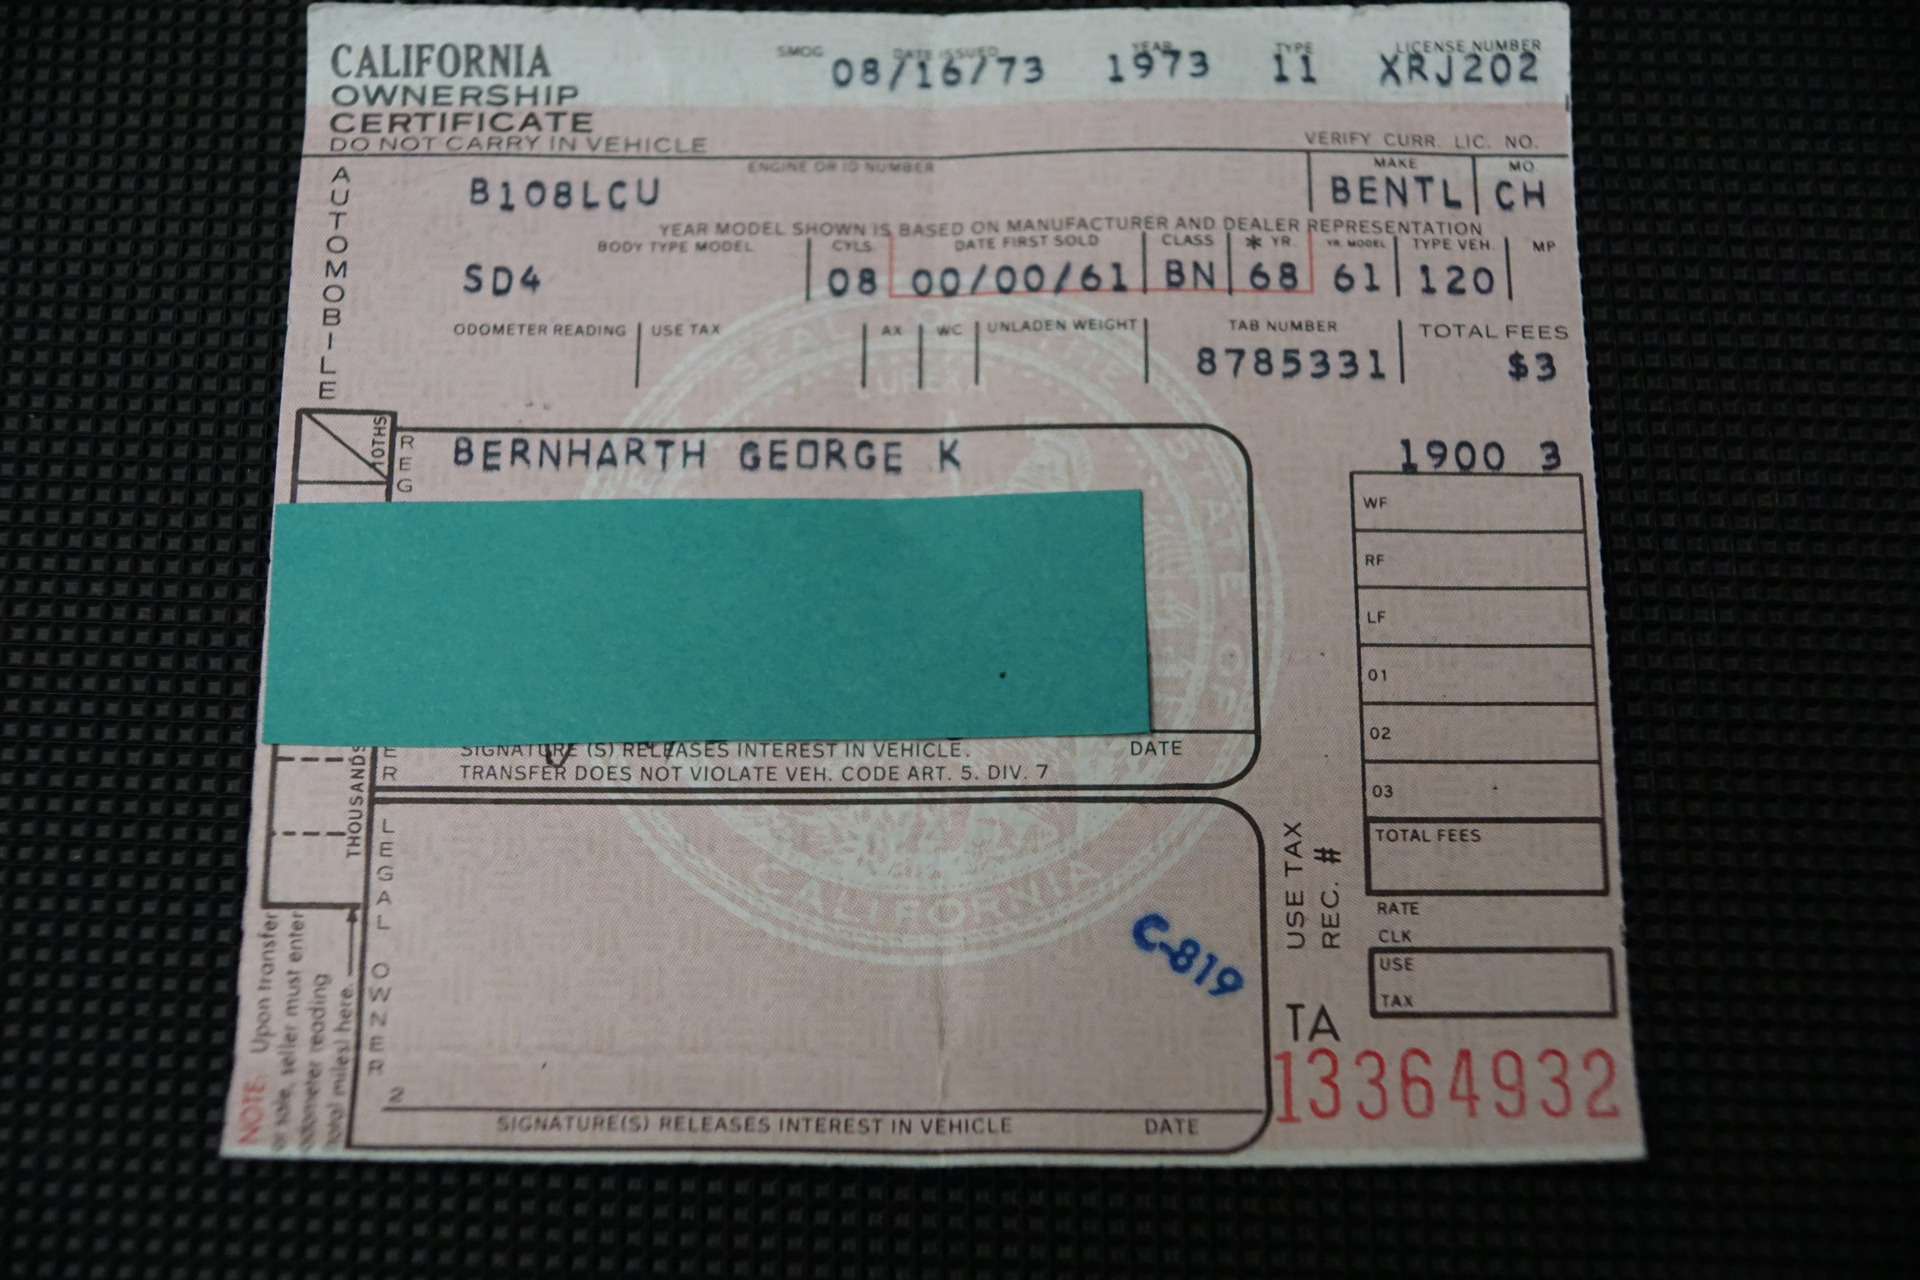 CALIFORNIA
OWNERSHIP
CERTIFICATE
DO NOT CARRY IN VEHICLE
SMOG DATE ISSUED YEAR TYPE LICENSE NUMBER
08/16/73 1973 11 XRJ202
VERIFY CURR. LIC. NO.
AUTOMOBILE
ENGINE OR ID NUMBER MAKE MO
B108LCU BENTL CH
YEAR MODEL SHOWN IS BASED ON MANUFACTURER AND DEALER REPRESENTATION
BODY TYPE MODEL CYLS DATE FIRST SOLD CLASS * YR. YR. MODEL TYPE VEH. MP
SD4 08 00/00/61 BN 68 61 120
ODOMETER READING USE TAX AX WC UNLADEN WEIGHT TAB NUMBER TOTAL FEES
8785331 $3
SEAL OF THE STATE OF CALIFORNIA
10THS
REG
BERNHARTH GEORGE K
1900 3
WF
RF
LF
01
02
03
TOTAL FEES
RATE
CLK
USE
TAX
ER
SIGNATURE (S) RELEASES INTEREST IN VEHICLE. DATE
TRANSFER DOES NOT VIOLATE VEH. CODE ART. 5. DIV. 7
THOUSANDS
LEGAL OWNER
C-819
USE TAX
REC. #
TA
13364932
2
SIGNATURE(S) RELEASES INTEREST IN VEHICLE DATE
NOTE: Upon transfer
or sale, seller must enter
odometer reading
total miles) here.